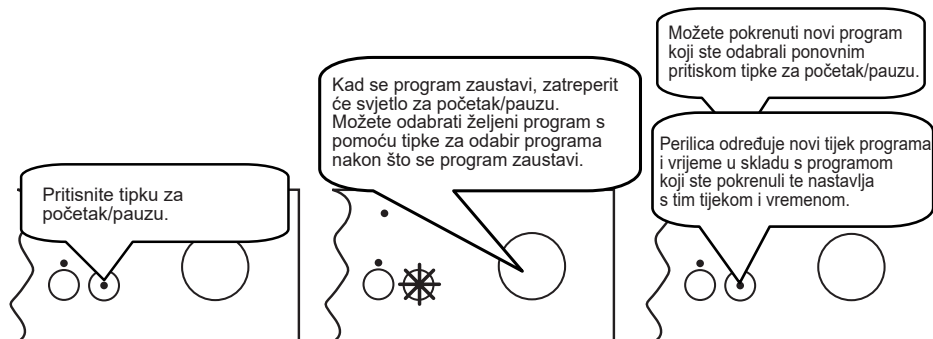 Pritisnite tipku za
početak/pauzu.
Kad se program zaustavi, zatreperit
će svjetlo za početak/pauzu.
Možete odabrati željeni program s
pomoću tipke za odabir programa
nakon što se program zaustavi.
Možete pokrenuti novi program
koji ste odabrali ponovnim
pritiskom tipke za početak/pauzu.
Perilica određuje novi tijek programa
i vrijeme u skladu s programom
koji ste pokrenuli te nastavlja
s tim tijekom i vremenom.